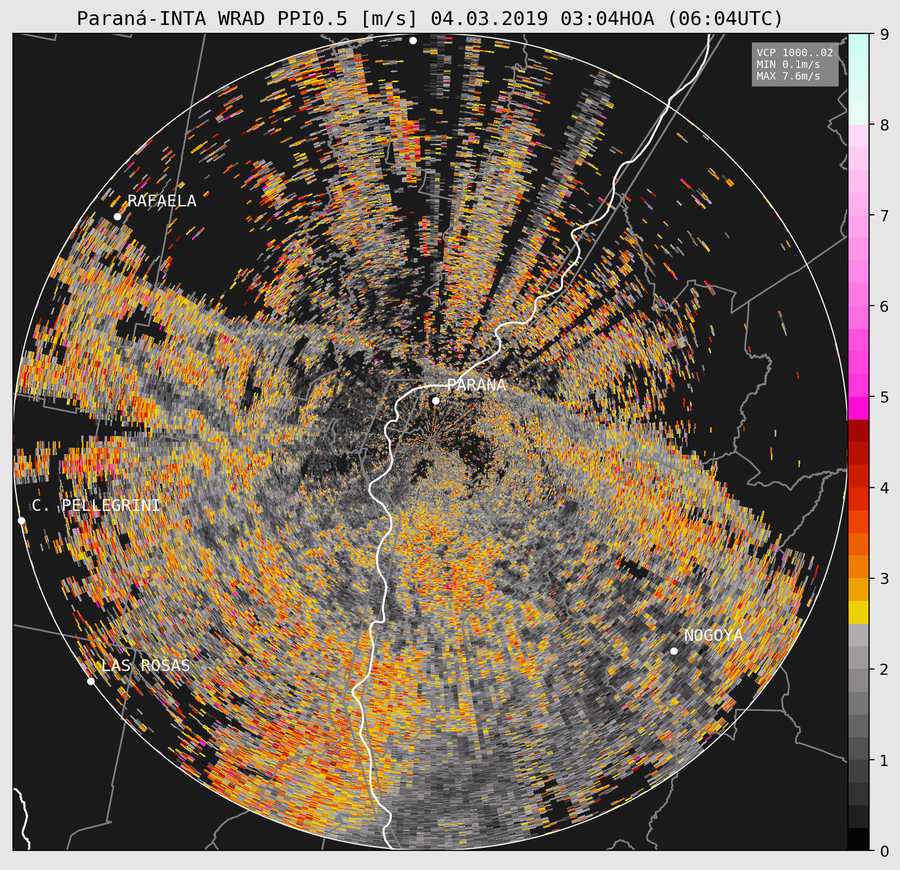 Paraná-INTA WRAD PPI0.5 [m/s] 04.03.2019 03:04HOA (06:04UTC)
VCP 1000..02
MIN 0.1m/s
MAX 7.6m/s
RAFAELA
PARANA
C. PELLEGRINI
NOGOYA
LAS ROSAS
9
8
7
6
5
4
3
2
1
0